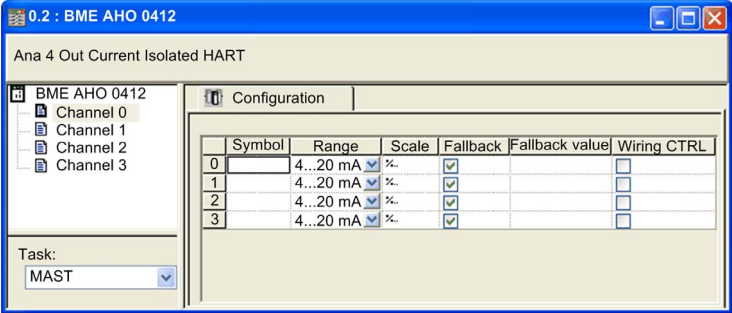 0.2 : BME AHO 0412
Ana 4 Out Current Isolated HART
BME AHO 0412
Channel 0
Channel 1
Channel 2
Channel 3
Task:
MAST
Configuration
Symbol Range Scale Fallback Fallback value Wiring CTRL
0 4...20 mA %..
1 4...20 mA %..
2 4...20 mA %..
3 4...20 mA %..